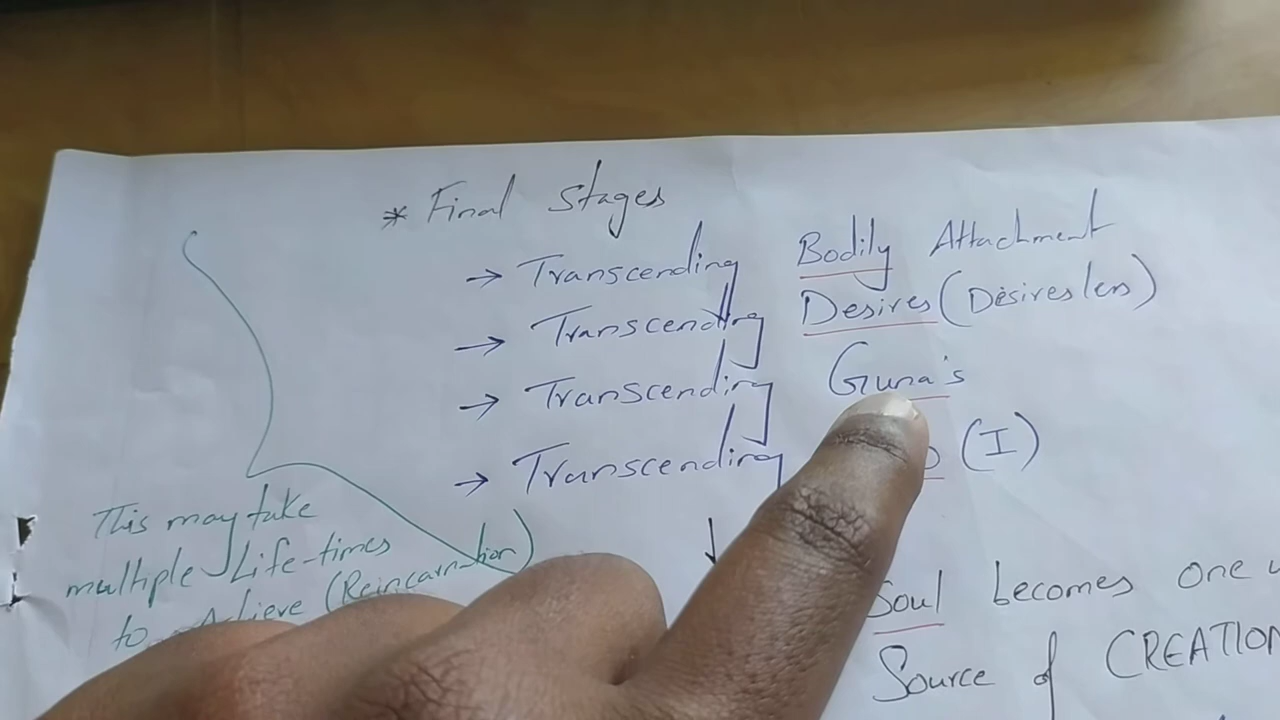 * Final Stages
→ Transcending Bodily Attachment
→ Transcending Desires (Desireless)
→ Transcending Guna's
→ Transcending (I)
↓
This may take
multiple Life-times
to (Reincarnation)
Soul becomes one
Source of CREATION